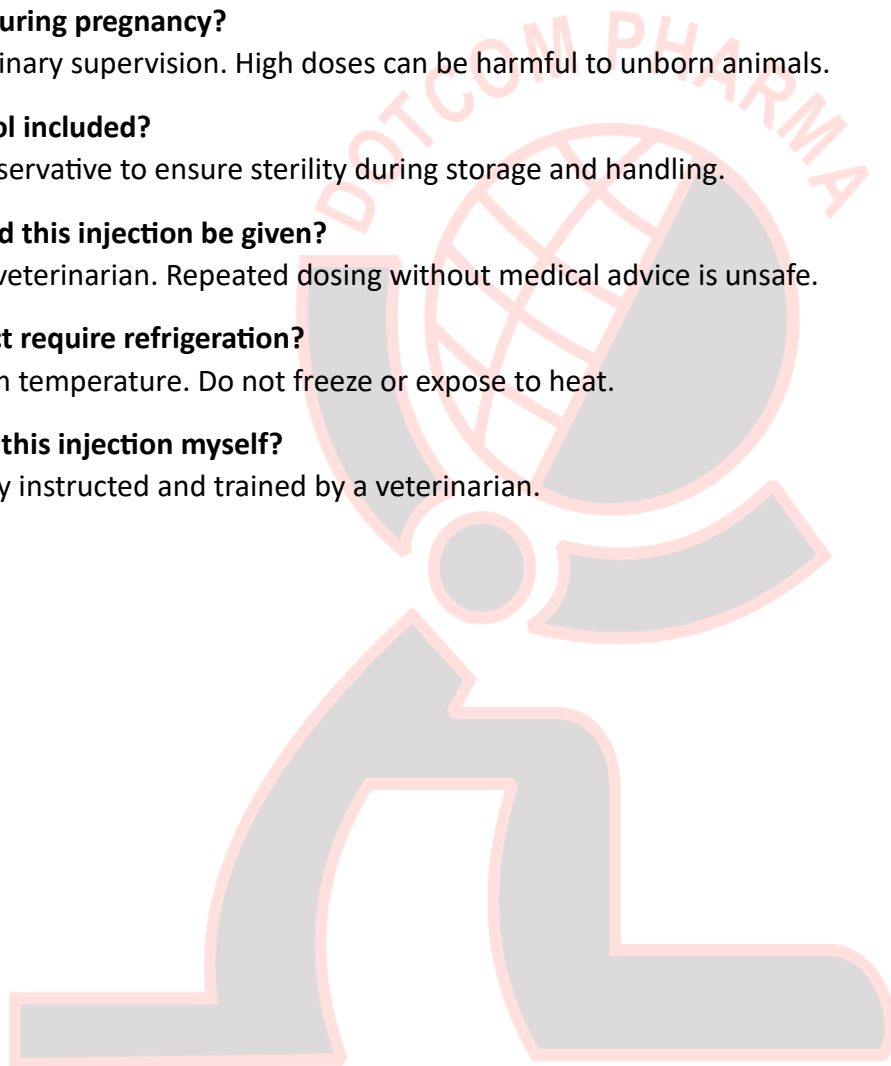 uring pregnancy?
inary supervision. High doses can be harmful to unborn animals.
ol included?
servative to ensure sterility during storage and handling.
d this injection be given?
veterinarian. Repeated dosing without medical advice is unsafe.
ct require refrigeration?
m temperature. Do not freeze or expose to heat.
this injection myself?
y instructed and trained by a veterinarian.
DOTCOM PHARMA